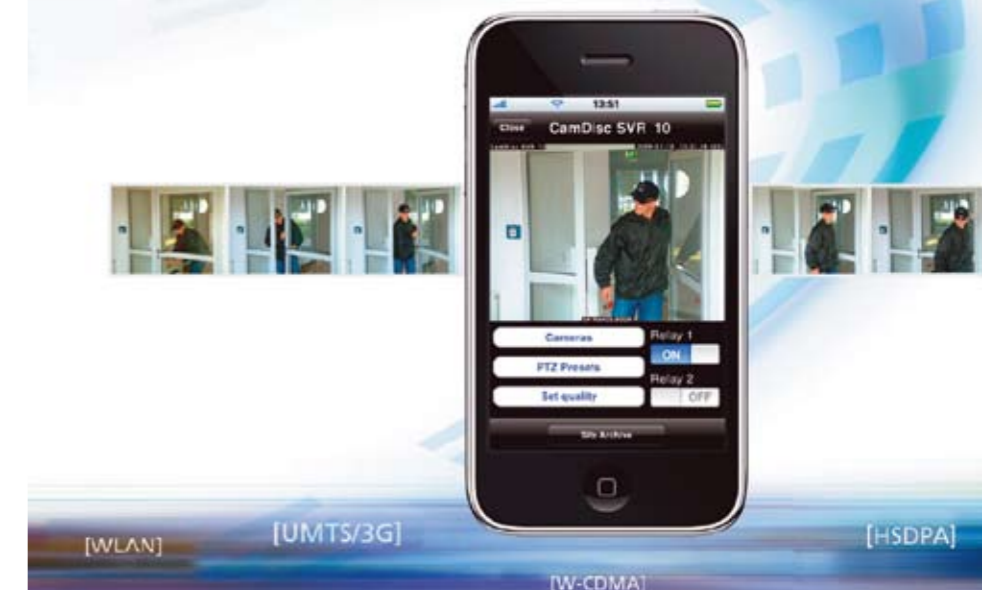 13:51
Close CamDisc SVR 10
Cameras
Relay 1
ON
PTZ Presets
Relay 2
Set quality
OFF
Site Archive
[WLAN]
[UMTS/3G]
[HSDPA]
[W-CDMA]